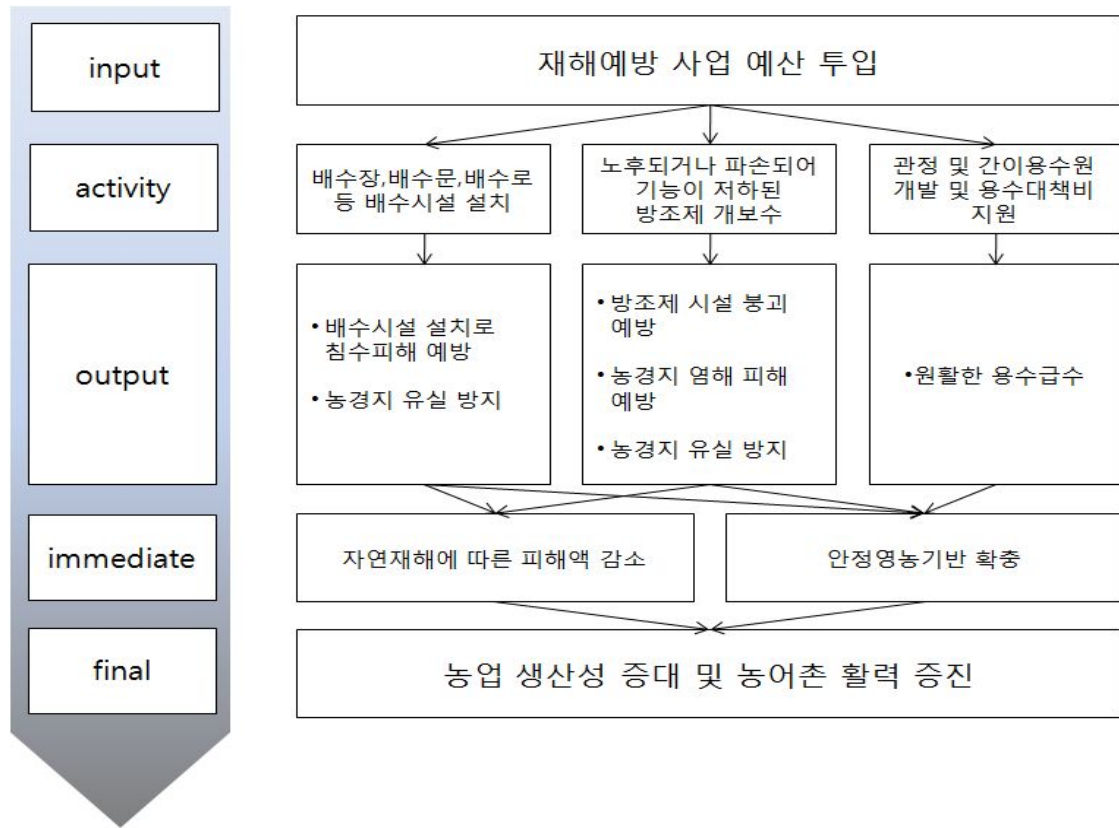 input
재해예방 사업 예산 투입
activity
배수장,배수문,배수로
등 배수시설 설치
노후되거나 파손되어
기능이 저하된
방조제 개보수
관정 및 간이용수원
개발 및 용수대책비
지원
output
• 배수시설 설치로
침수피해 예방
• 농경지 유실 방지
• 방조제 시설 붕괴
예방
• 농경지 염해 피해
예방
• 농경지 유실 방지
•원활한 용수급수
immediate
자연재해에 따른 피해액 감소
안정영농기반 확충
final
농업 생산성 증대 및 농어촌 활력 증진